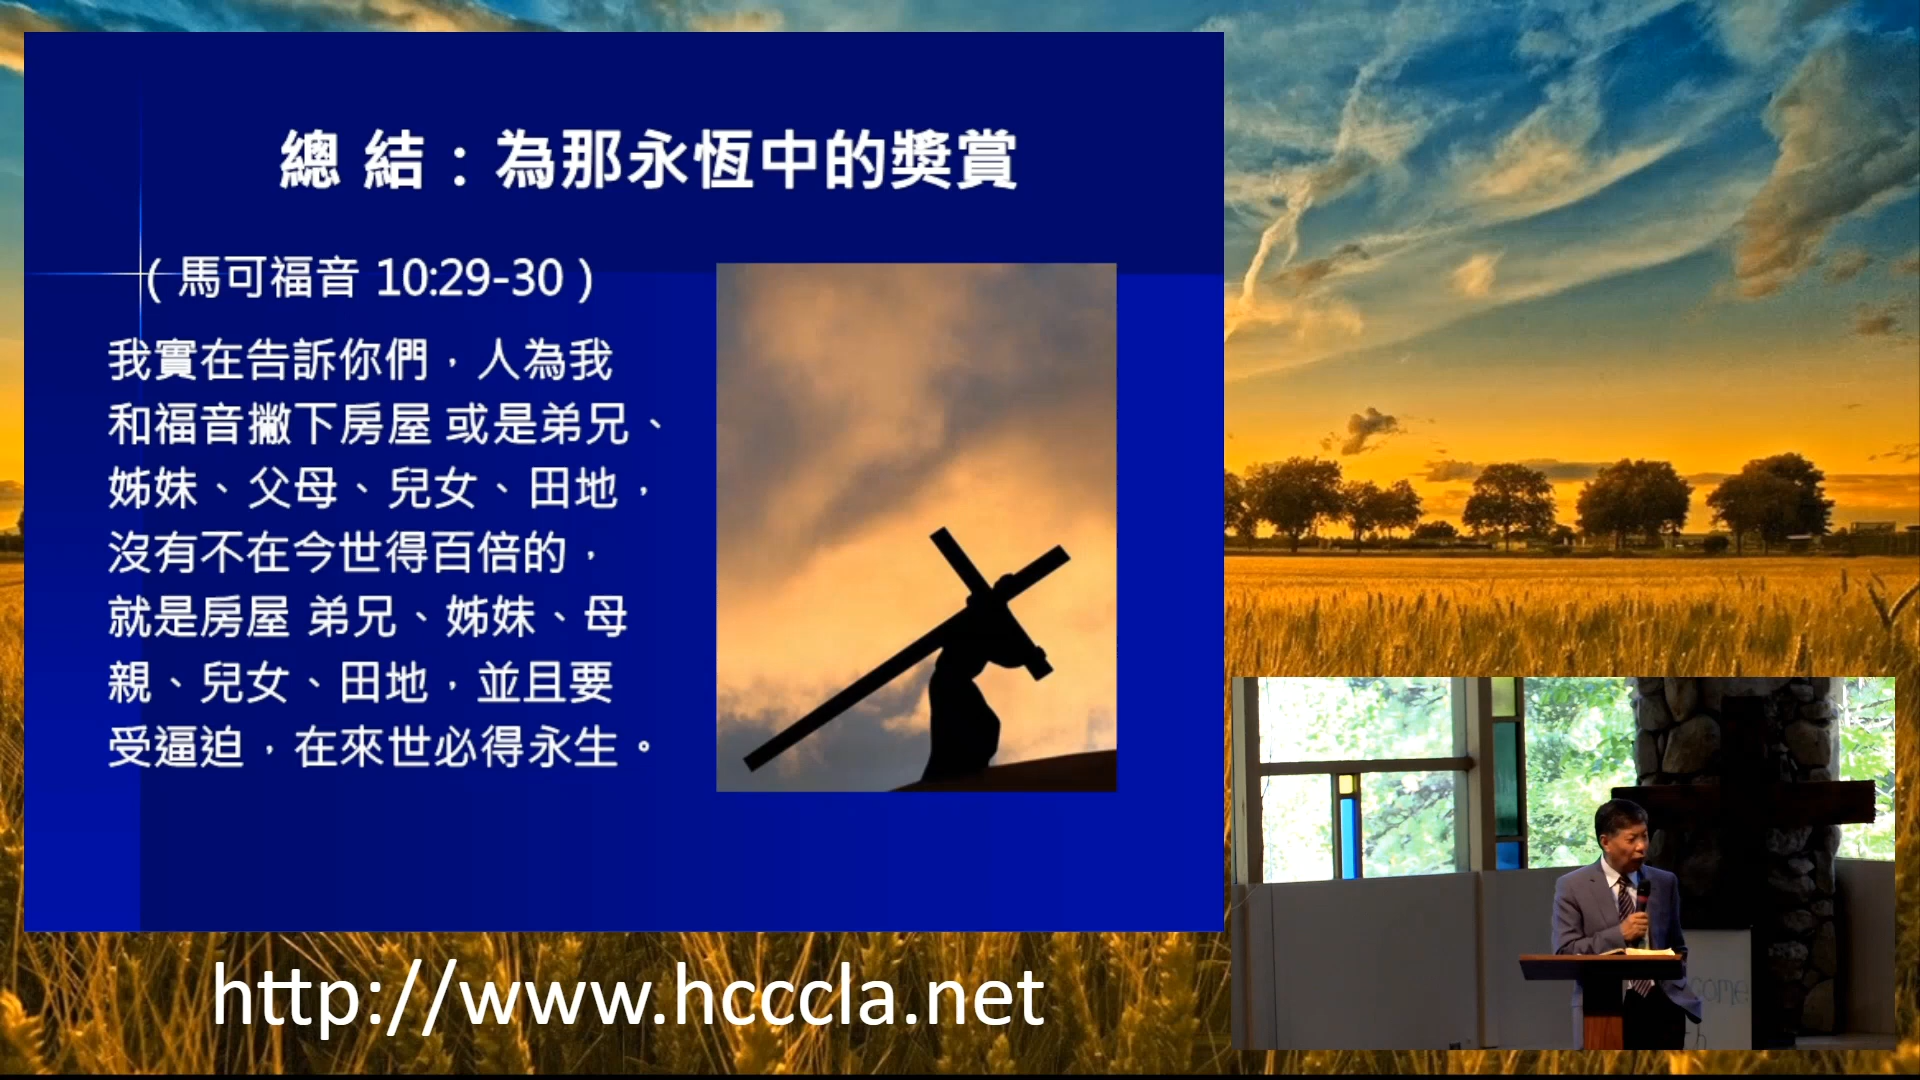 總 結：為那永恆中的獎賞
（馬可福音 10:29-30）
我實在告訴你們，人為我
和福音撇下房屋 或是弟兄、
姊妹、父母、兒女、田地，
沒有不在今世得百倍的，
就是房屋 弟兄、姊妹、母
親、兒女、田地，並且要
受逼迫，在來世必得永生。
http://www.hcccla.net